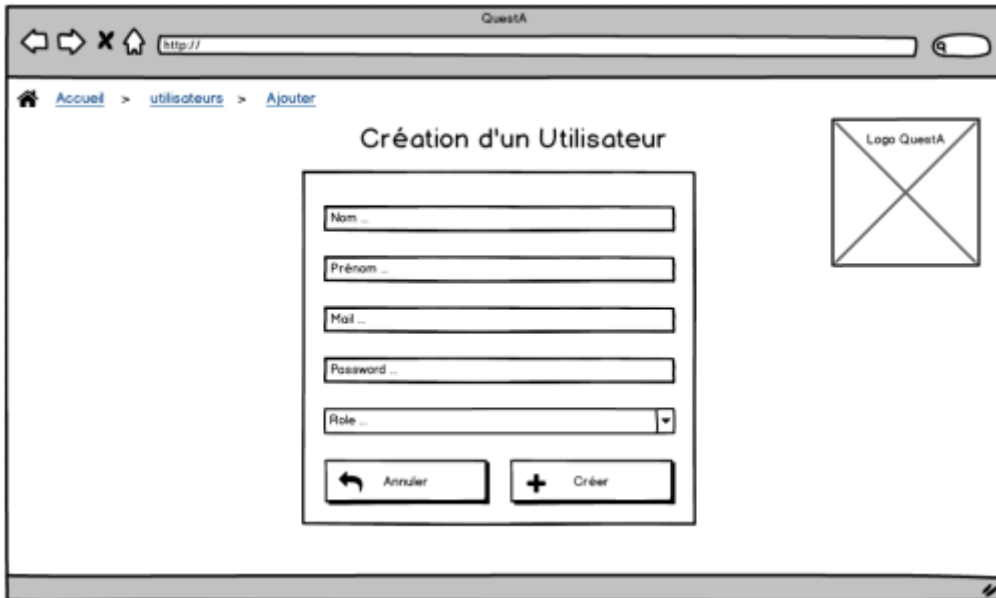 QuestA
http://
Accueil > utilisateurs > Ajouter
Création d'un Utilisateur
Logo QuestA
Nom ...
Prénom ...
Mail ...
Password ...
Role ...
Annuler
Créer